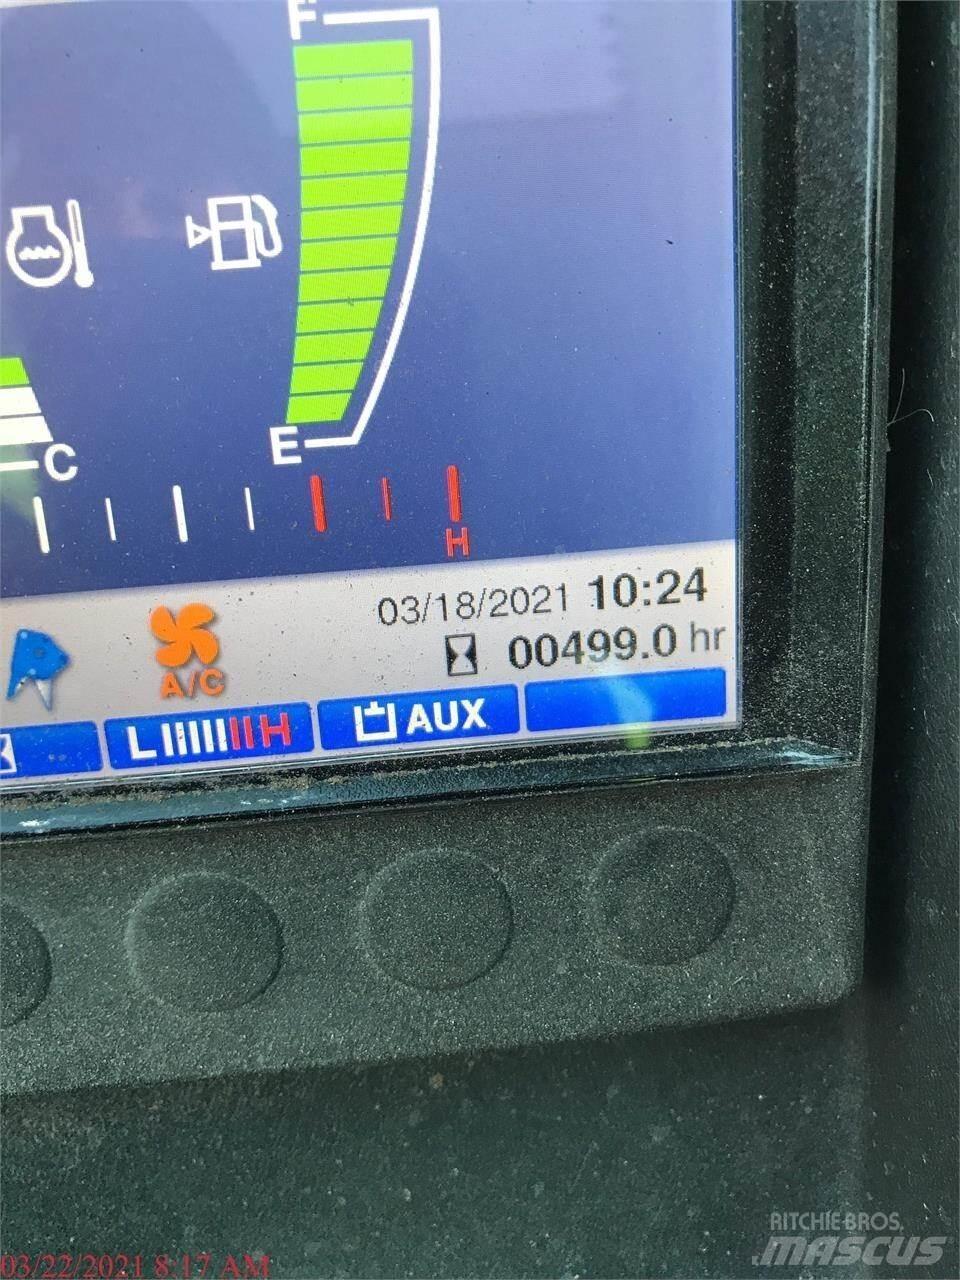 F
E
C
H
03/18/2021 10:24
00499.0 hr
A/C
L H
AUX
RITCHIE BROS.
MASCUS
03/22/2021 8:17 AM